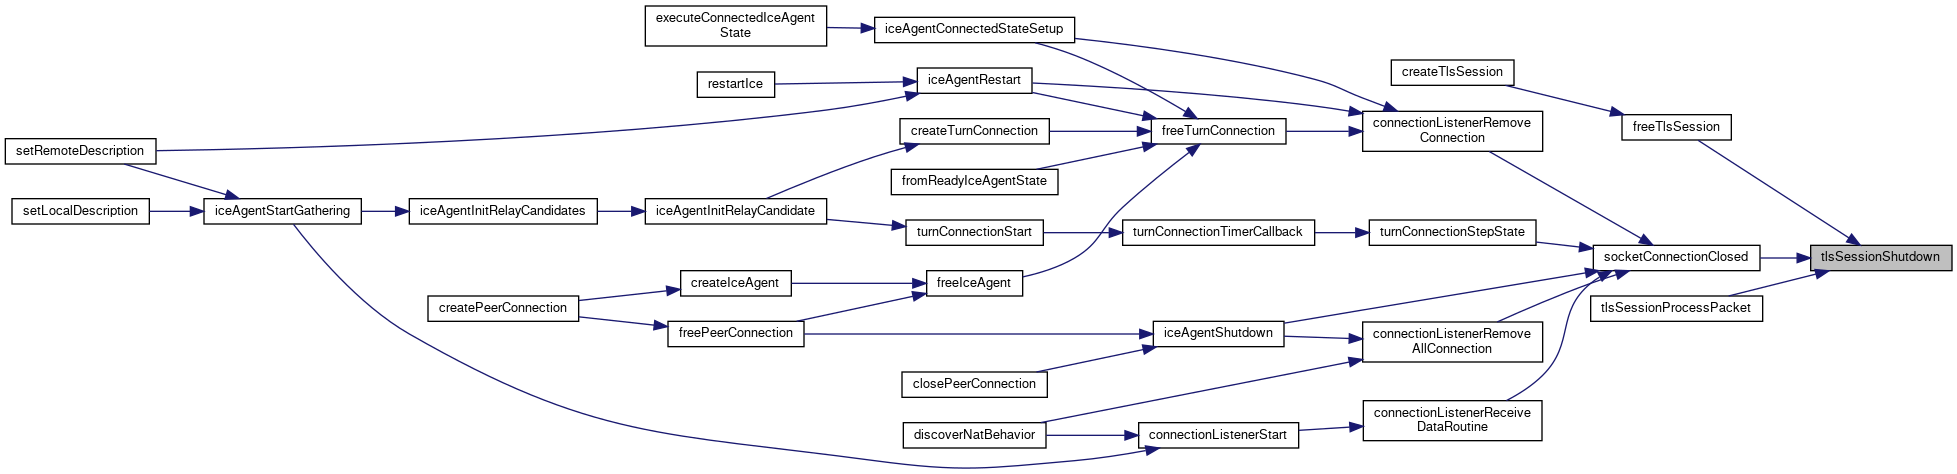 executeConnectedIceAgent
State
iceAgentConnectedStateSetup
restartIce
iceAgentRestart
createTlsSession
setRemoteDescription
createTurnConnection
freeTurnConnection
connectionListenerRemove
Connection
freeTlsSession
fromReadyIceAgentState
setLocalDescription
iceAgentStartGathering
iceAgentInitRelayCandidates
iceAgentInitRelayCandidate
turnConnectionStart
turnConnectionTimerCallback
turnConnectionStepState
socketConnectionClosed
tlsSessionShutdown
createIceAgent
freeIceAgent
createPeerConnection
freePeerConnection
iceAgentShutdown
connectionListenerRemove
AllConnection
tlsSessionProcessPacket
closePeerConnection
discoverNatBehavior
connectionListenerStart
connectionListenerReceive
DataRoutine